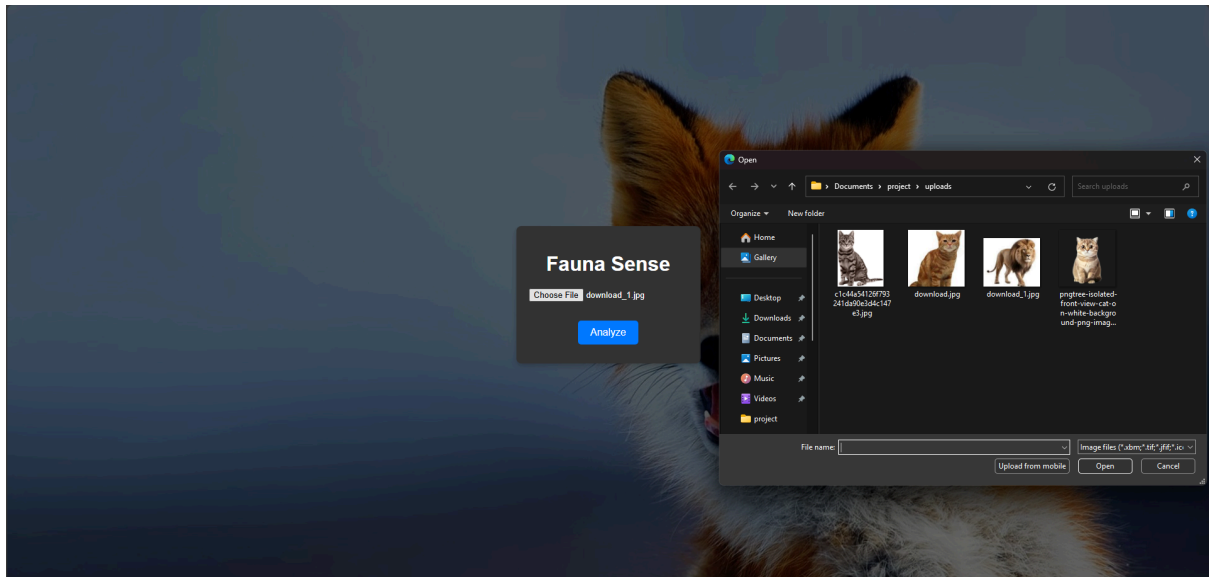 Fauna Sense
Choose File download_1.jpg
Analyze
Open
Documents > project > uploads
Search uploads
Organize
New folder
Home
Gallery
Desktop
Downloads
Documents
Pictures
Music
Videos
project
c1c44a54126f793
241da90e3d4c147
e3.jpg
download.jpg
download_1.jpg
pngtree-isolated-
front-view-cat-o
n-white-backgro
und-png-imag...
File name:
Image files (*.xbm;*.tif;*.jfif;*.ico
Upload from mobile
Open
Cancel